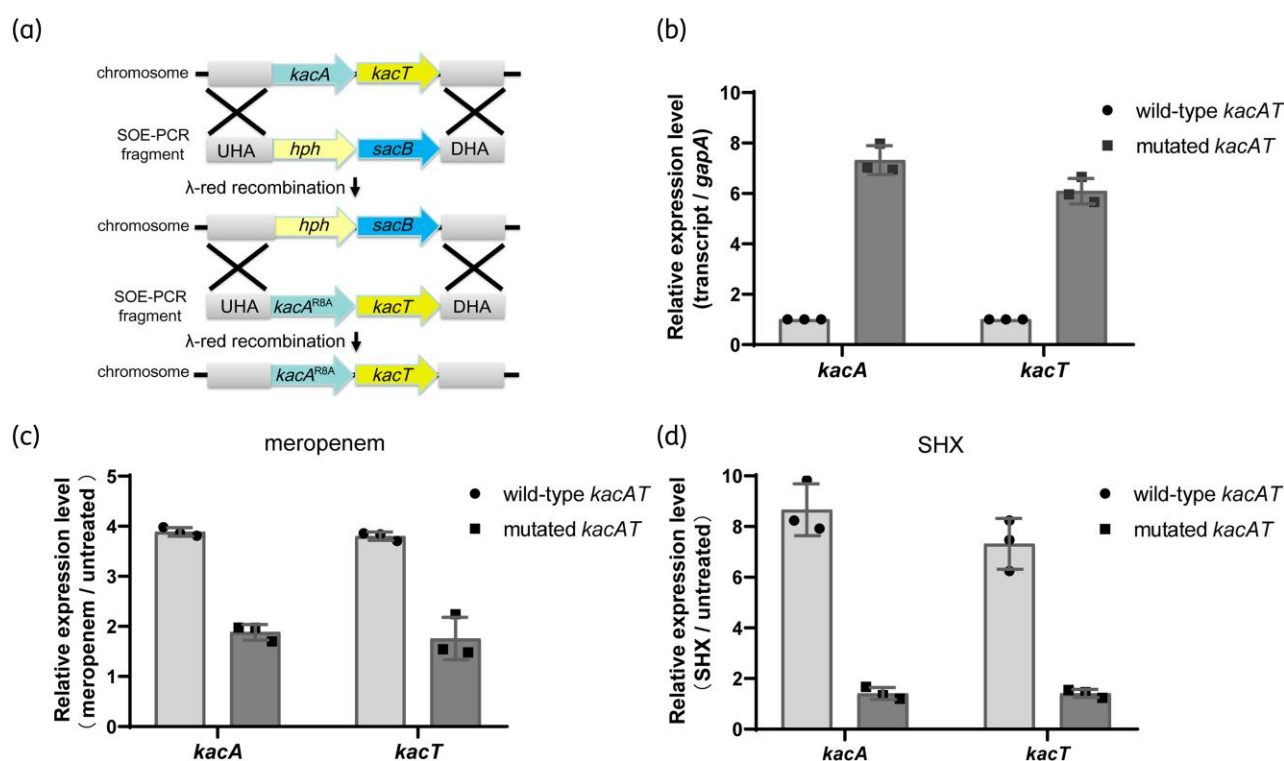 (a)
chromosome
kacA
kacT
SOE-PCR
fragment
UHA
hph
sacB
DHA
λ-red recombination
chromosome
hph
sacB
SOE-PCR
fragment
UHA
kacA^R8A
kacT
DHA
λ-red recombination
chromosome
kacA^R8A
kacT
(b)
Relative expression level
(transcript / gapA)
10
8
6
4
2
0
kacA
kacT
wild-type kacAT
mutated kacAT
(c)
meropenem
Relative expression level
( meropenem / untreated )
5
4
3
2
1
0
kacA
kacT
wild-type kacAT
mutated kacAT
(d)
SHX
Relative expression level
(SHX / untreated)
10
8
6
4
2
0
kacA
kacT
wild-type kacAT
mutated kacAT